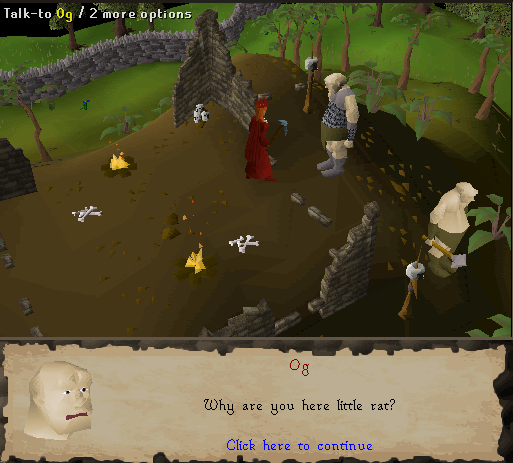 Talk-to Og / 2 more options
Og
Why are you here little rat?
Click here to continue